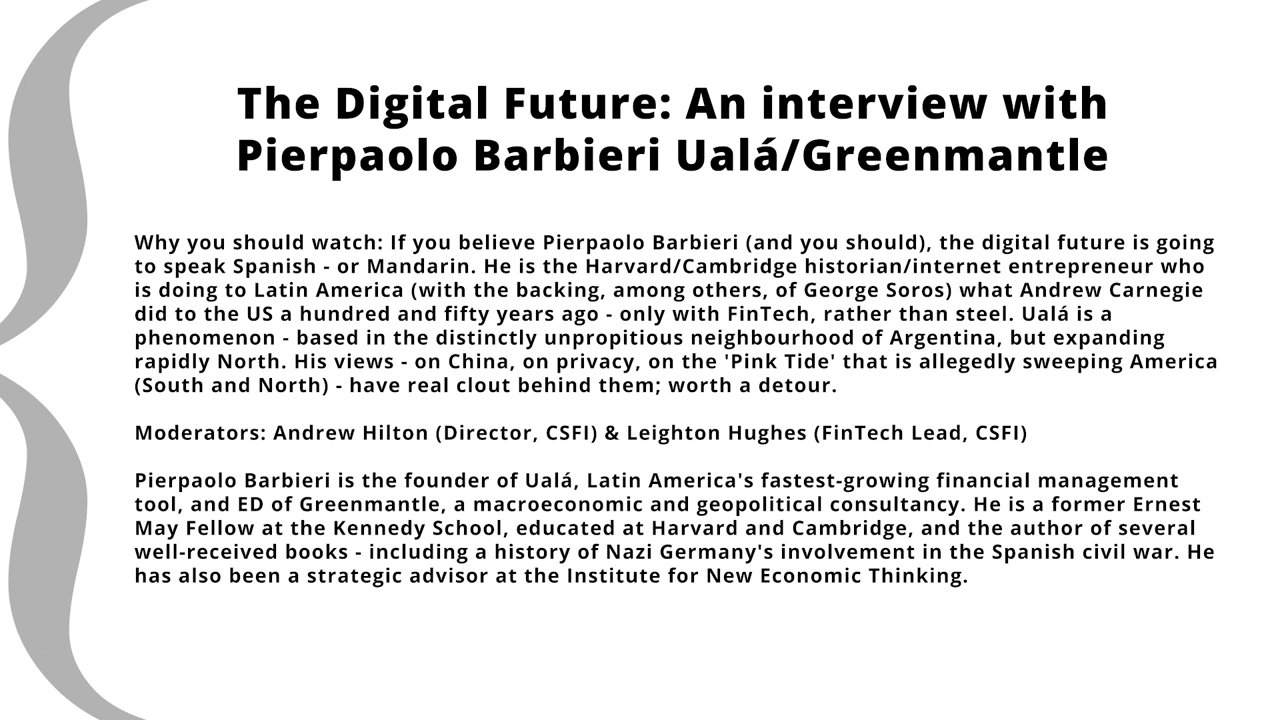 The Digital Future: An interview with
Pierpaolo Barbieri Ualá/Greenmantle
Why you should watch: If you believe Pierpaolo Barbieri (and you should), the digital future is going
to speak Spanish - or Mandarin. He is the Harvard/Cambridge historian/internet entrepreneur who
is doing to Latin America (with the backing, among others, of George Soros) what Andrew Carnegie
did to the US a hundred and fifty years ago - only with FinTech, rather than steel. Ualá is a
phenomenon - based in the distinctly unpropitious neighbourhood of Argentina, but expanding
rapidly North. His views - on China, on privacy, on the 'Pink Tide' that is allegedly sweeping America
(South and North) - have real clout behind them; worth a detour.
Moderators: Andrew Hilton (Director, CSFI) & Leighton Hughes (FinTech Lead, CSFI)
Pierpaolo Barbieri is the founder of Ualá, Latin America's fastest-growing financial management
tool, and ED of Greenmantle, a macroeconomic and geopolitical consultancy. He is a former Ernest
May Fellow at the Kennedy School, educated at Harvard and Cambridge, and the author of several
well-received books - including a history of Nazi Germany's involvement in the Spanish civil war. He
has also been a strategic advisor at the Institute for New Economic Thinking.